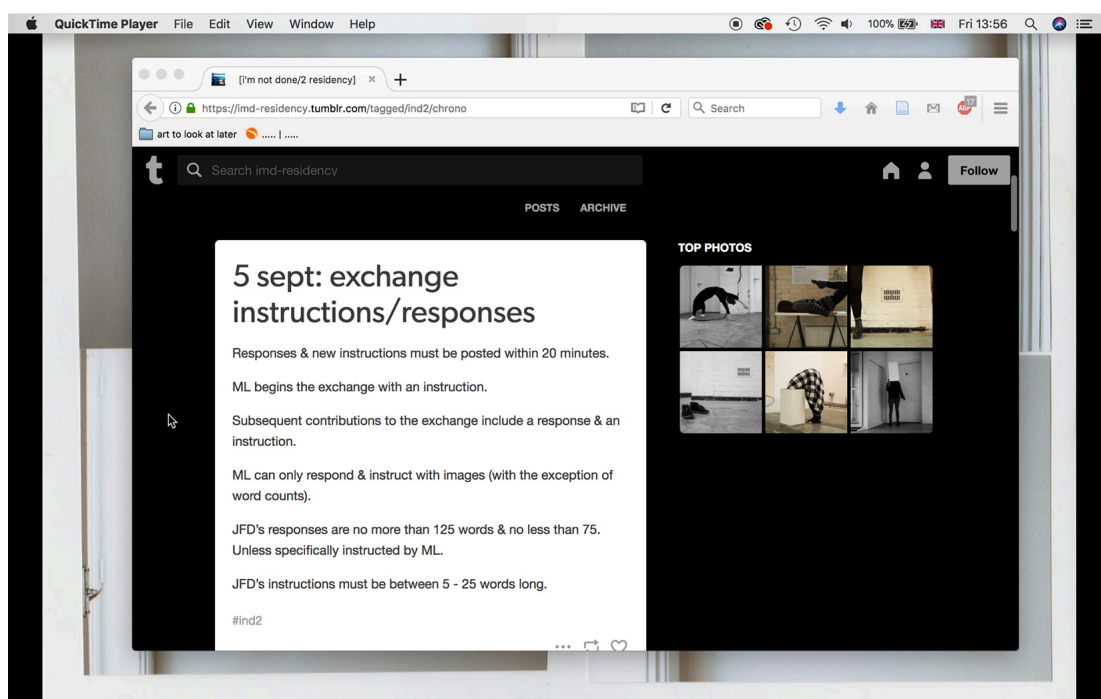 QuickTime Player File Edit View Window Help 100% Fri 13:56
[i'm not done/2 residency]
https://imd-residency.tumblr.com/tagged/ind2/chrono Search ABP 17
art to look at later ..... | .....
t Search imd-residency Follow
POSTS ARCHIVE
5 sept: exchange
instructions/responses
Responses & new instructions must be posted within 20 minutes.
ML begins the exchange with an instruction.
Subsequent contributions to the exchange include a response & an
instruction.
ML can only respond & instruct with images (with the exception of
word counts).
JFD's responses are no more than 125 words & no less than 75.
Unless specifically instructed by ML.
JFD's instructions must be between 5 - 25 words long.
#ind2
TOP PHOTOS